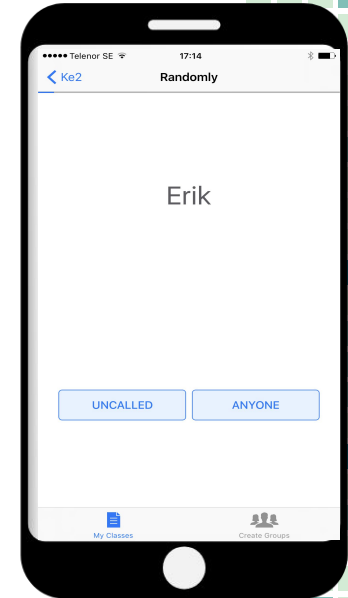 Telenor SE 17:14
Ke2 Randomly
Erik
UNCALLED ANYONE
My Classes Create Groups